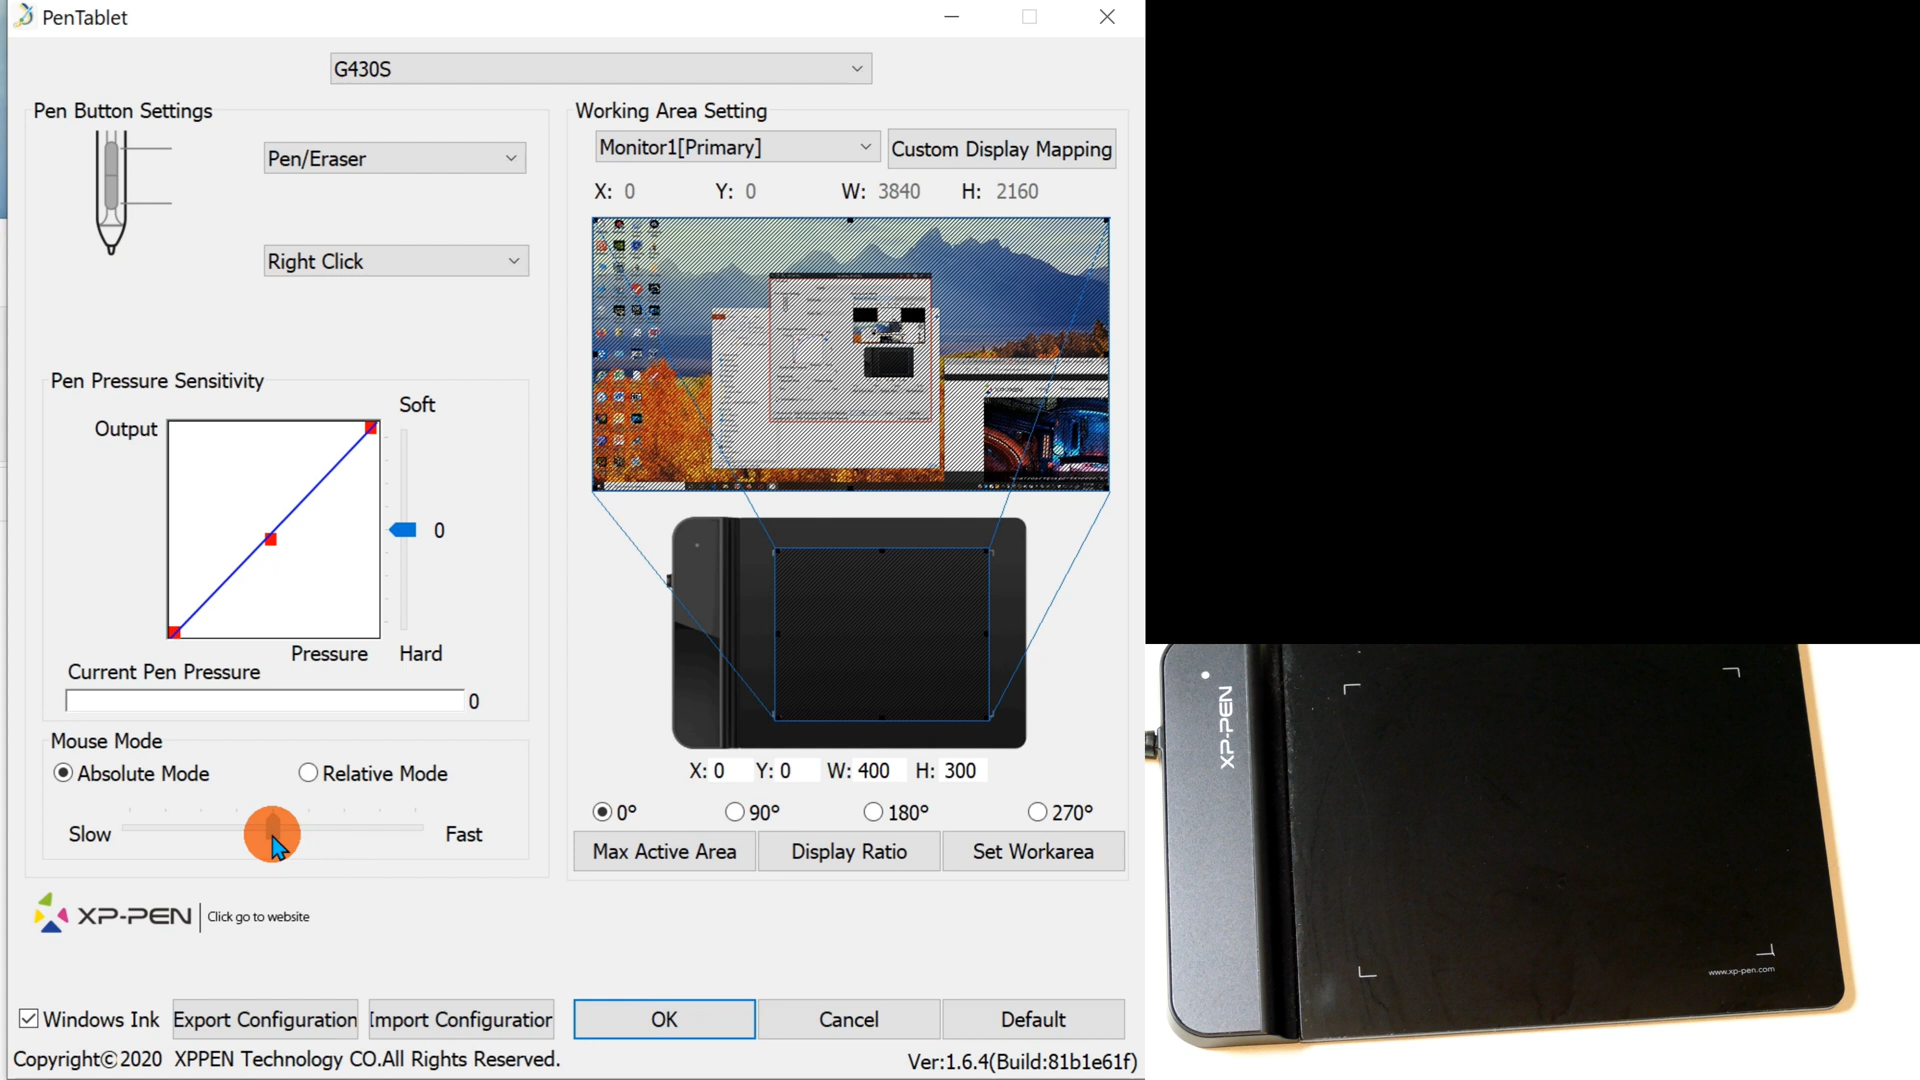 PenTablet
G430S
Pen Button Settings
Pen/Eraser
Right Click
Pen Pressure Sensitivity
Soft
Output
0
Pressure
Hard
Current Pen Pressure
0
Mouse Mode
Absolute Mode
Relative Mode
Slow
Fast
XP-PEN
Click go to website
Working Area Setting
Monitor1[Primary]
Custom Display Mapping
X: 0 Y: 0 W: 3840 H: 2160
X: 0 Y: 0 W: 400 H: 300
0° 90° 180° 270°
Max Active Area
Display Ratio
Set Workarea
Windows Ink
Export Configuration
Import Configuration
OK
Cancel
Default
Copyright©2020 XPPEN Technology CO.All Rights Reserved.
Ver:1.6.4(Build:81b1e61f)
XP-PEN
www.xp-pen.com